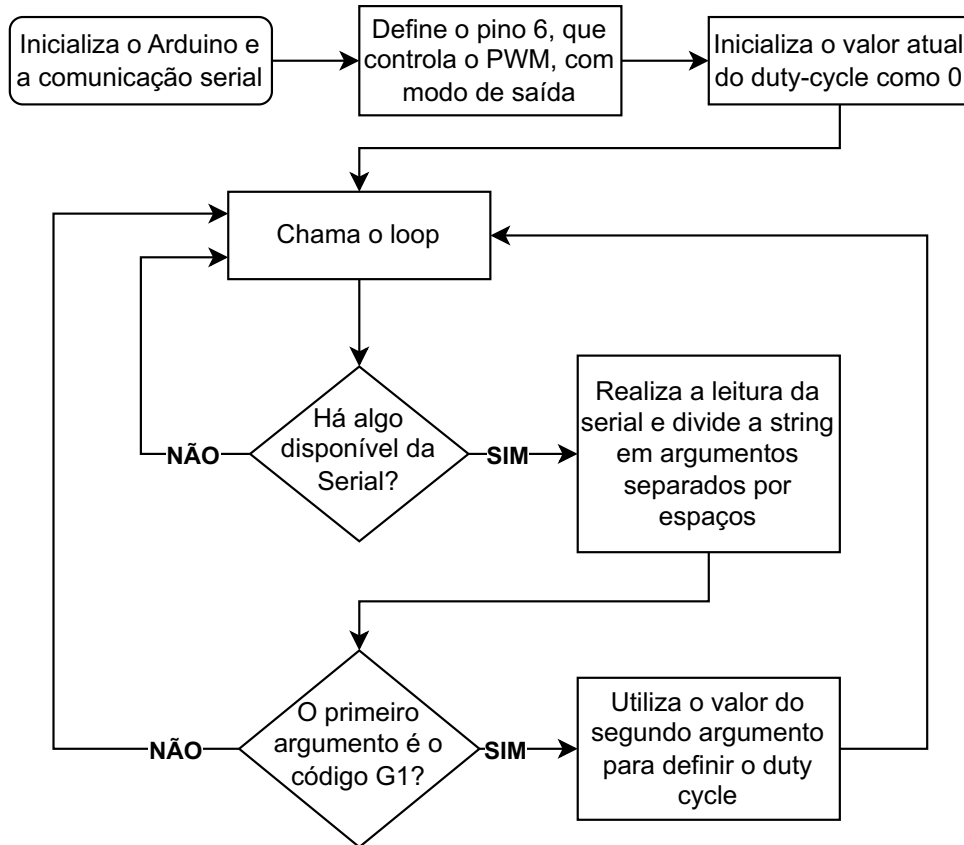 Inicializa o Arduino e
a comunicação serial
Define o pino 6, que
controla o PWM, com
modo de saída
Inicializa o valor atual
do duty-cycle como 0
Chama o loop
Há algo
disponível da
Serial?
NÃO
SIM
Realiza a leitura da
serial e divide a string
em argumentos
separados por
espaços
O primeiro
argumento é o
código G1?
NÃO
SIM
Utiliza o valor do
segundo argumento
para definir o duty
cycle